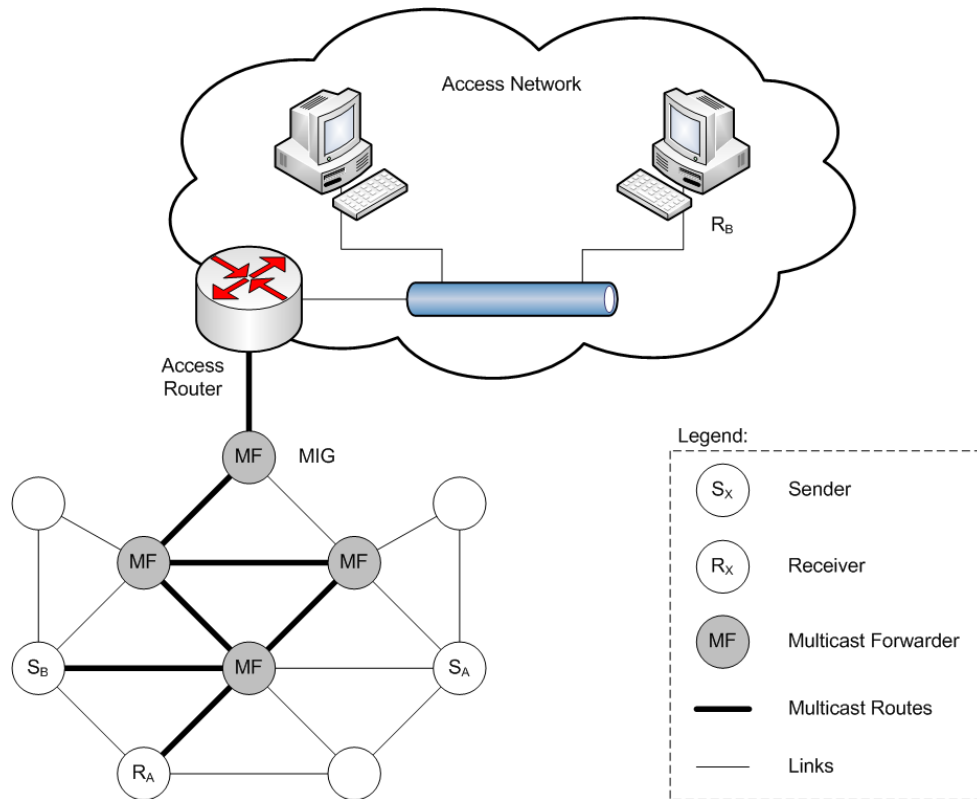 Access Network
R_B
Access
Router
MF
MIG
MF
MF
S_B
MF
S_A
R_A
Legend:
S_X
Sender
R_X
Receiver
MF
Multicast Forwarder
Multicast Routes
Links